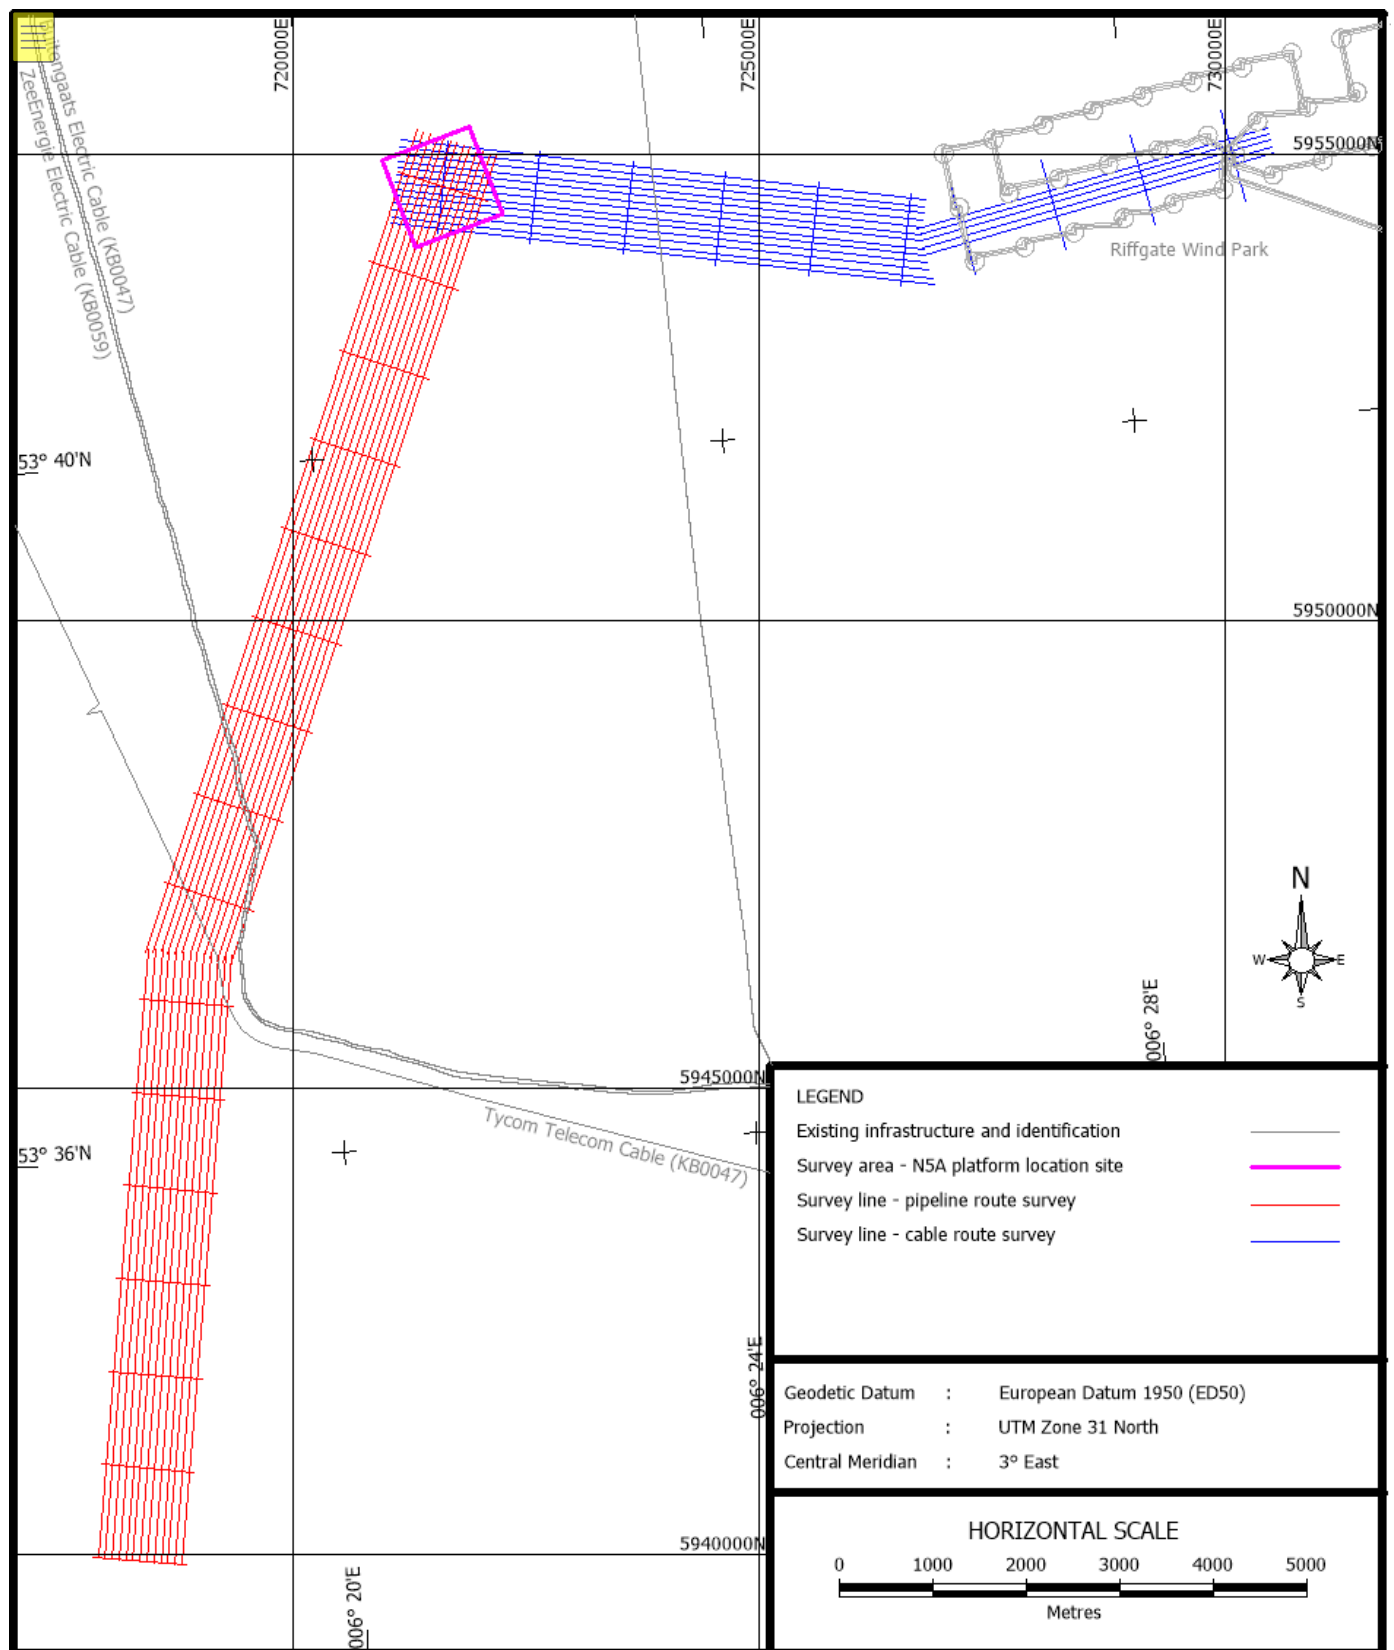 720000E
725000E
730000E
5955000N
Electric Cable (KB0047)
ZeeEnergie Electric Cable (KB0059)
Riffgate Wind Park
53° 40'N
5950000N
N
W
E
S
006° 28'E
5945000N
Tycom Telecom Cable (KB0047)
53° 36'N
LEGEND
Existing infrastructure and identification
Survey area - N5A platform location site
Survey line - pipeline route survey
Survey line - cable route survey
006° 24'E
Geodetic Datum : European Datum 1950 (ED50)
Projection : UTM Zone 31 North
Central Meridian : 3° East
5940000N
HORIZONTAL SCALE
0 1000 2000 3000 4000 5000
Metres
006° 20'E